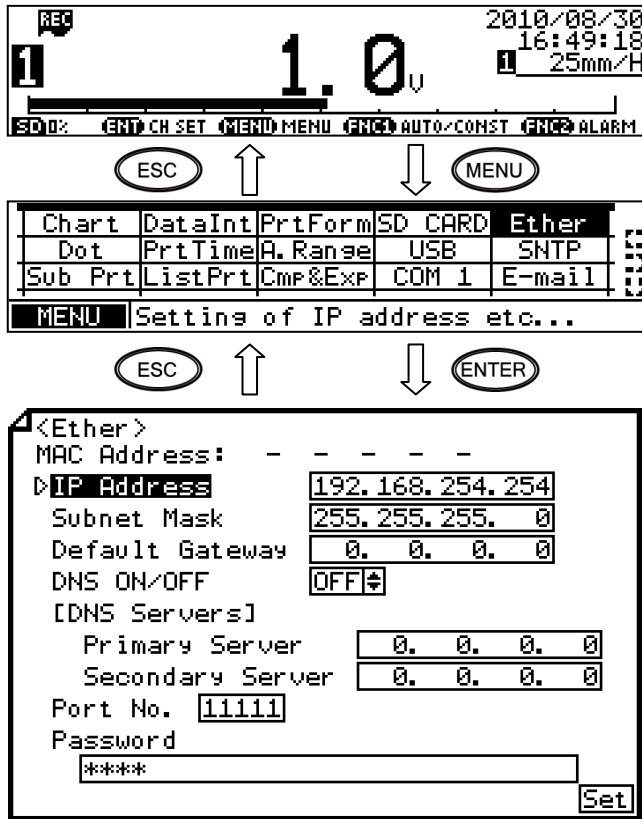 REC 2010/08/30
16:49:18
1 1.0V 1 25mm/H
SD 0% ENT CH SET MENU MENU FNC1 AUTO/CONST FNC2 ALARM
ESC MENU
Chart DataInt PrtForm SD CARD Ether
Dot PrtTime A.Range USB SNTP
Sub Prt ListPrt Cmp&Exp COM 1 E-mail
MENU Setting of IP address etc...
ESC ENTER
<Ether>
MAC Address: - - - - -
IP Address 192.168.254.254
Subnet Mask 255.255.255. 0
Default Gateway 0. 0. 0. 0
DNS ON/OFF OFF
[DNS Servers]
Primary Server 0. 0. 0. 0
Secondary Server 0. 0. 0. 0
Port No. 11111
Password
****
Set